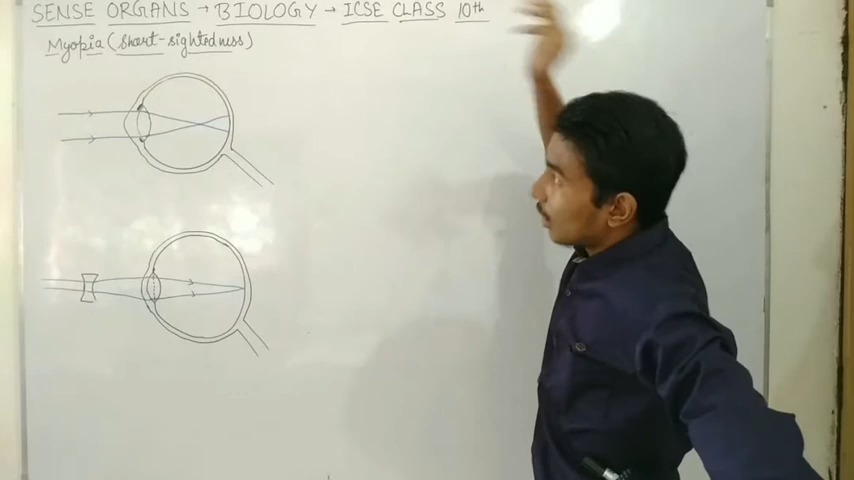 SENSE ORGANS → BIOLOGY → ICSE CLASS 10th
Myopia (Short-sightedness)